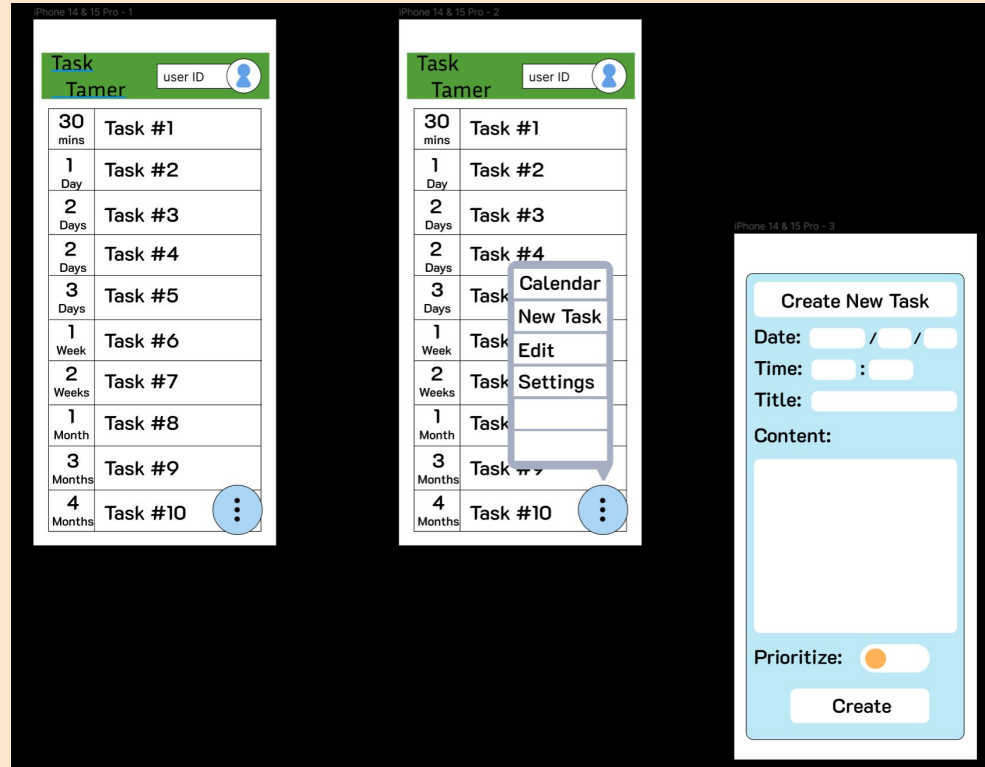 iPhone 14 & 15 Pro - 1
Task
Tamer
user ID
30
mins
Task #1
1
Day
Task #2
2
Days
Task #3
2
Days
Task #4
3
Days
Task #5
1
Week
Task #6
2
Weeks
Task #7
1
Month
Task #8
3
Months
Task #9
4
Months
Task #10
iPhone 14 & 15 Pro - 2
Task
Tamer
user ID
30
mins
Task #1
1
Day
Task #2
2
Days
Task #3
2
Days
Task #4
3
Days
Task
1
Week
Task
2
Weeks
Task
1
Month
Task
3
Months
Task #9
4
Months
Task #10
Calendar
New Task
Edit
Settings
iPhone 14 & 15 Pro - 3
Create New Task
Date: / /
Time: :
Title:
Content:
Prioritize:
Create